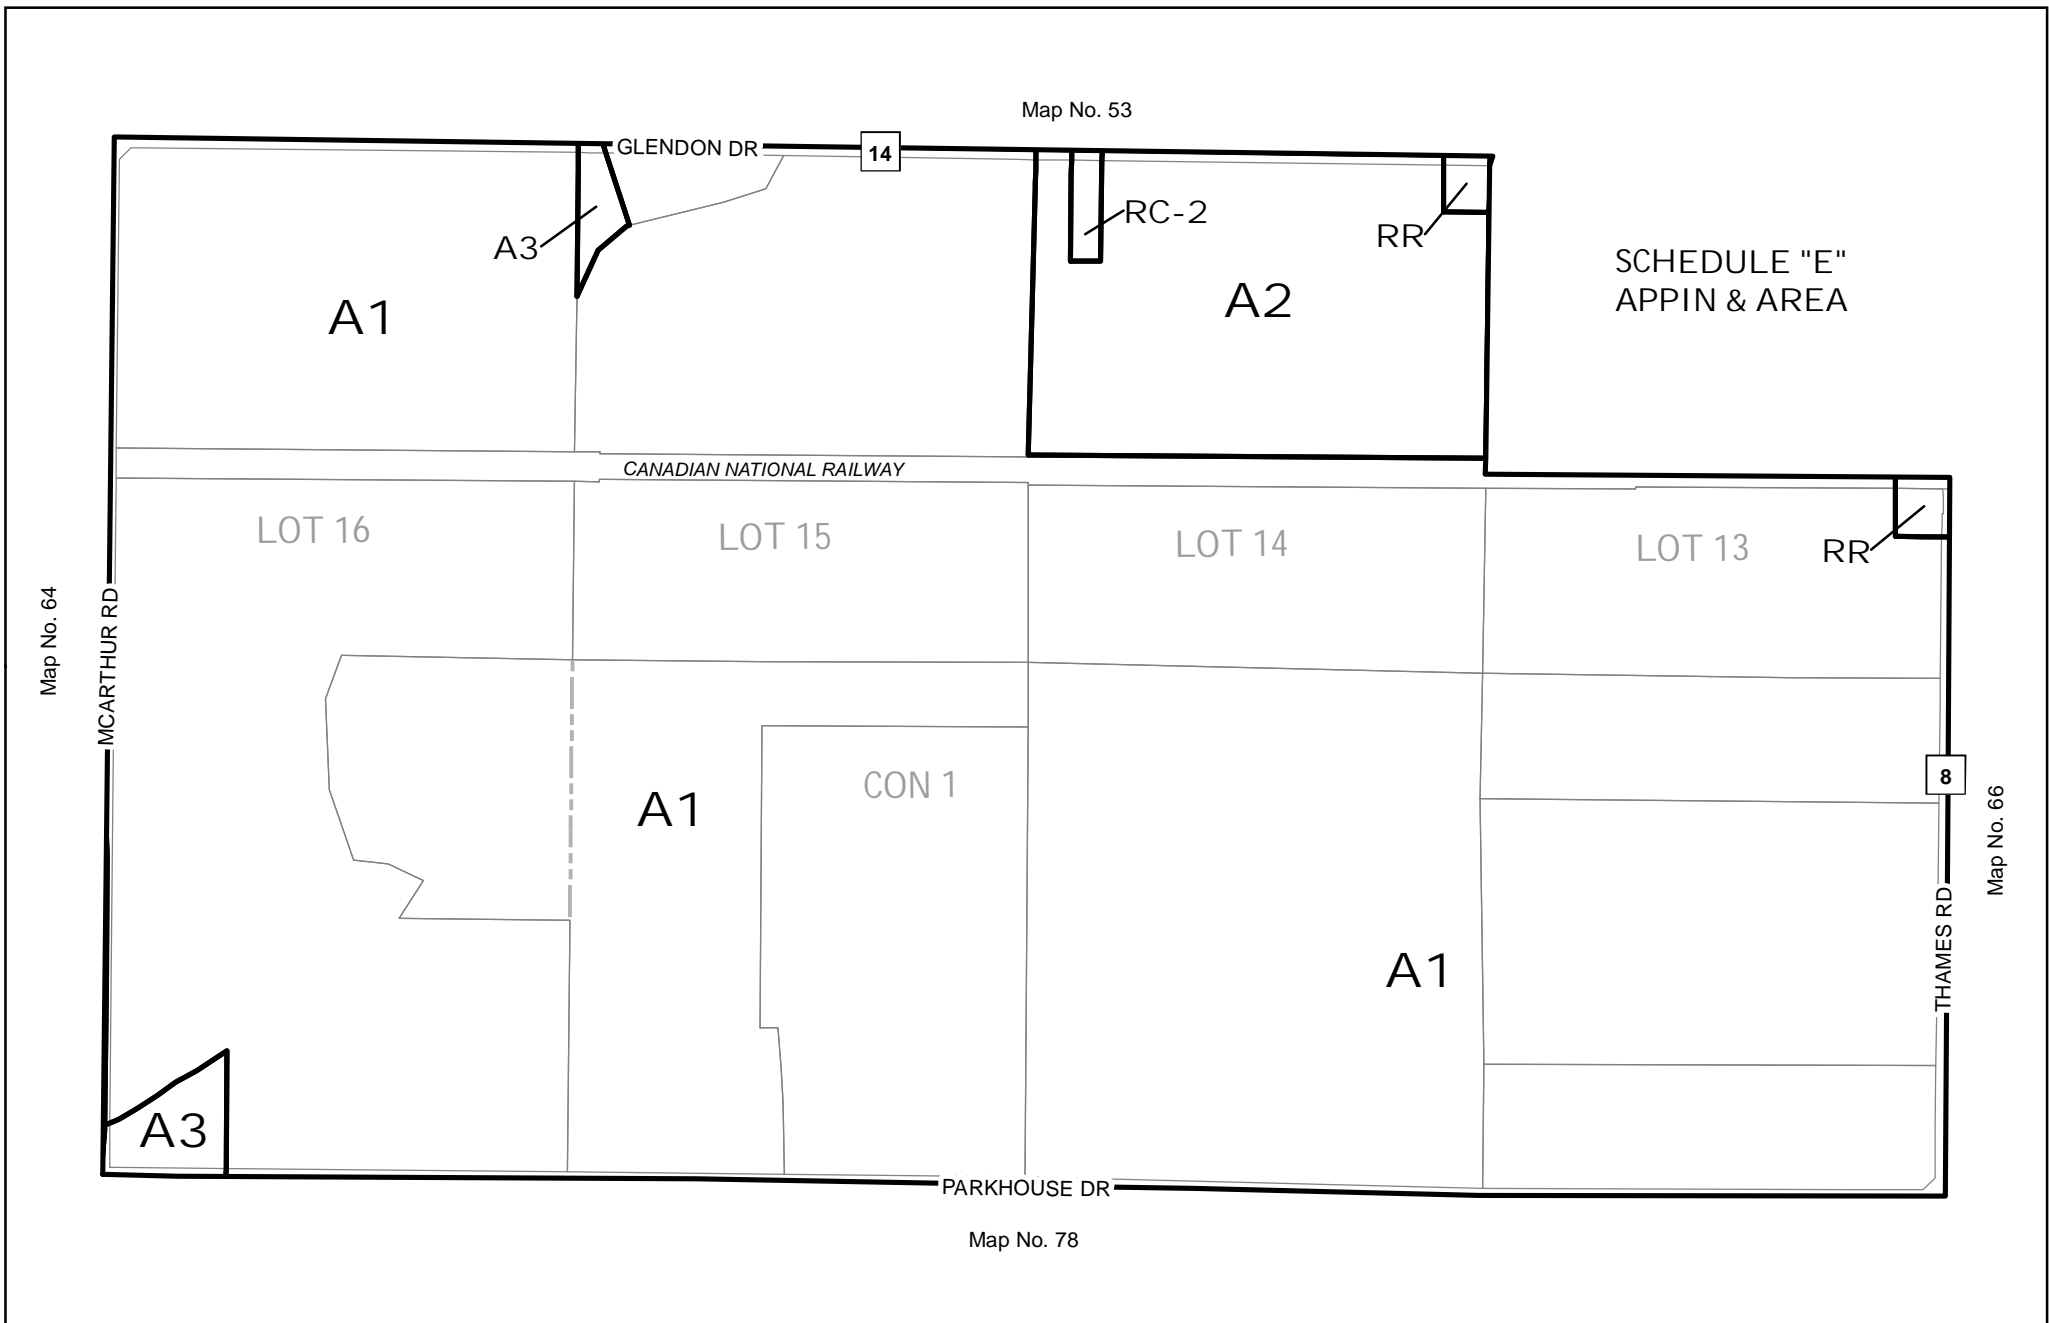 Map No. 53
GLENDON DR
14
RC-2
RR
A3
SCHEDULE "E"
APPIN & AREA
A1
A2
CANADIAN NATIONAL RAILWAY
LOT 16
LOT 15
LOT 14
LOT 13
RR
Map No. 64
MCARTHUR RD
A1
CON 1
8
Map No. 66
THAMES RD
A1
A3
PARKHOUSE DR
Map No. 78